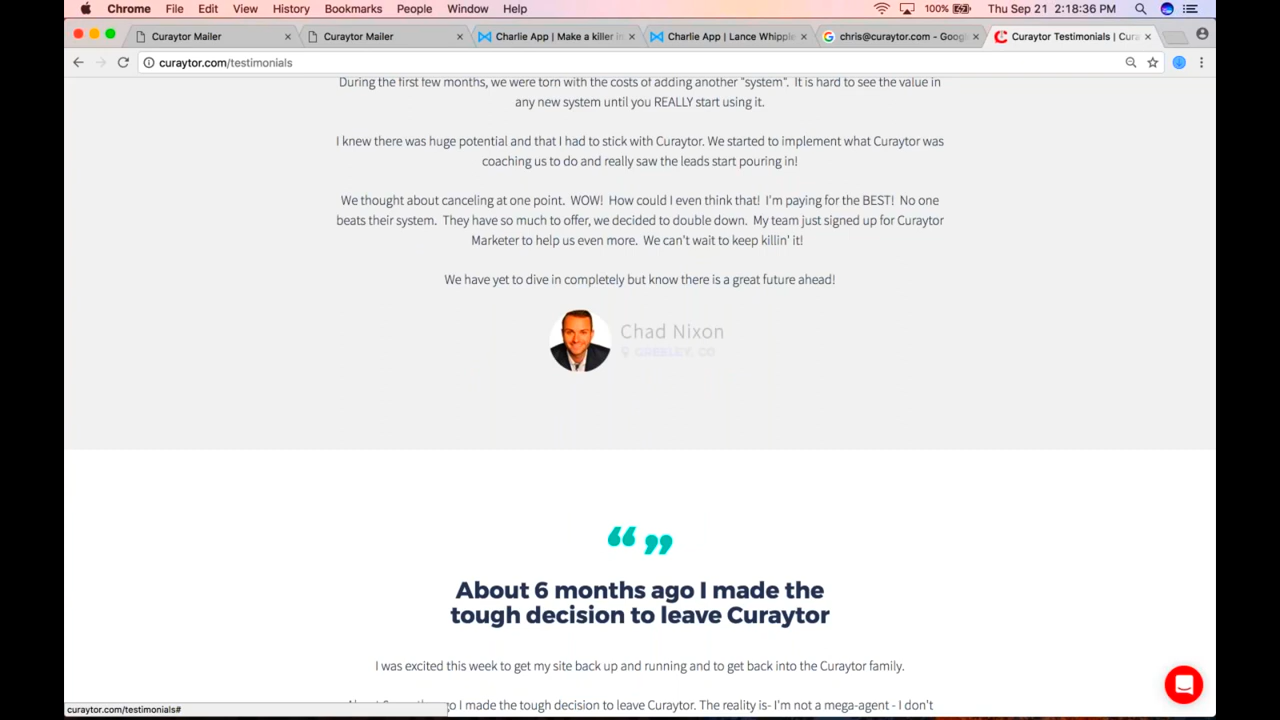 Chrome File Edit View History Bookmarks People Window Help 100% Thu Sep 21 2:18:36 PM
Curaytor Mailer Curaytor Mailer Charlie App | Make a killer in Charlie App | Lance Whipple chris@curaytor.com - Google Curaytor Testimonials | Cura
curaytor.com/testimonials
During the first few months, we were torn with the costs of adding another "system". It is hard to see the value in
any new system until you REALLY start using it.
I knew there was huge potential and that I had to stick with Curaytor. We started to implement what Curaytor was
coaching us to do and really saw the leads start pouring in!
We thought about canceling at one point. WOW! How could I even think that! I'm paying for the BEST! No one
beats their system. They have so much to offer, we decided to double down. My team just signed up for Curaytor
Marketer to help us even more. We can't wait to keep killin' it!
We have yet to dive in completely but know there is a great future ahead!
Chad Nixon
GREELEY, CO
“ ”
About 6 months ago I made the
tough decision to leave Curaytor
I was excited this week to get my site back up and running and to get back into the Curaytor family.
go I made the tough decision to leave Curaytor. The reality is- I'm not a mega-agent - I don't
curaytor.com/testimonials#